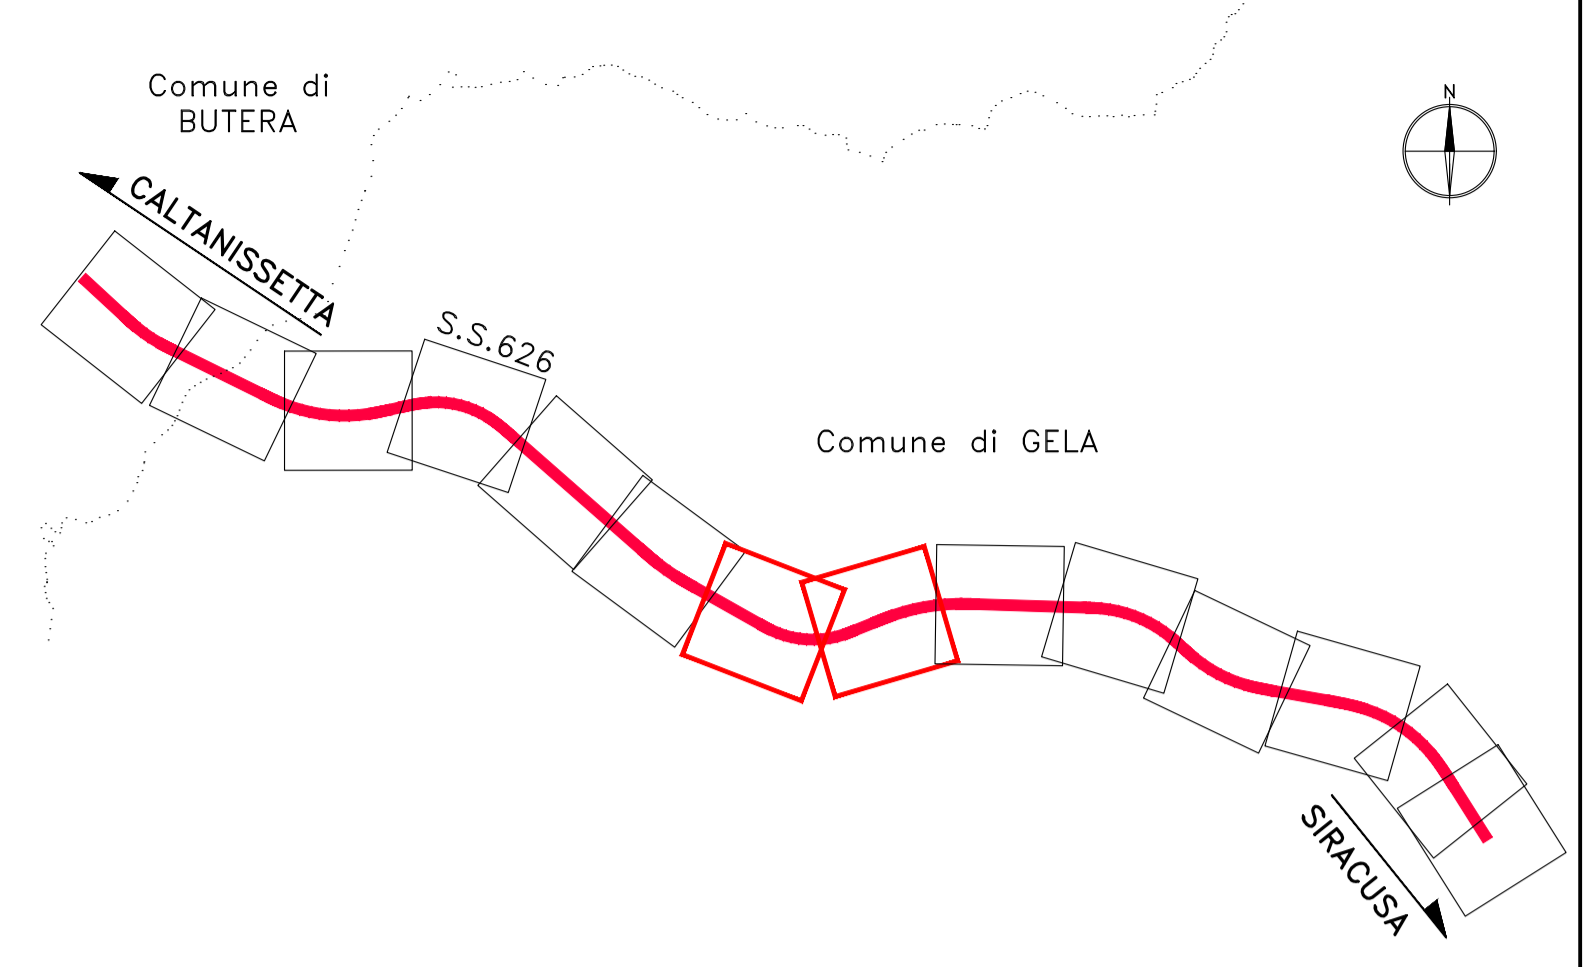 Comune di
BUTERA
N
CALTANISSETTA
S.S.626
Comune di GELA
SIRACUSA